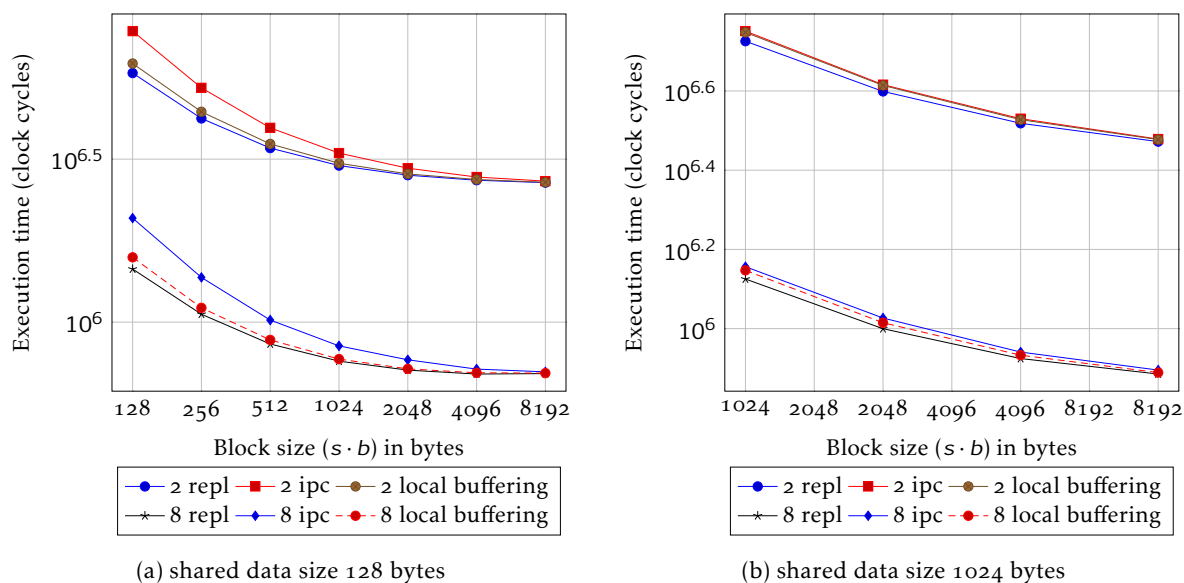 Execution time (clock cycles)
10^6.5
10^6
128 256 512 1024 2048 4096 8192
Block size (s · b) in bytes
2 repl 2 ipc 2 local buffering
8 repl 8 ipc 8 local buffering
(a) shared data size 128 bytes
Execution time (clock cycles)
10^6.6
10^6.4
10^6.2
10^6
1024 2048 2048 4096 4096 8192 8192
Block size (s · b) in bytes
2 repl 2 ipc 2 local buffering
8 repl 8 ipc 8 local buffering
(b) shared data size 1024 bytes